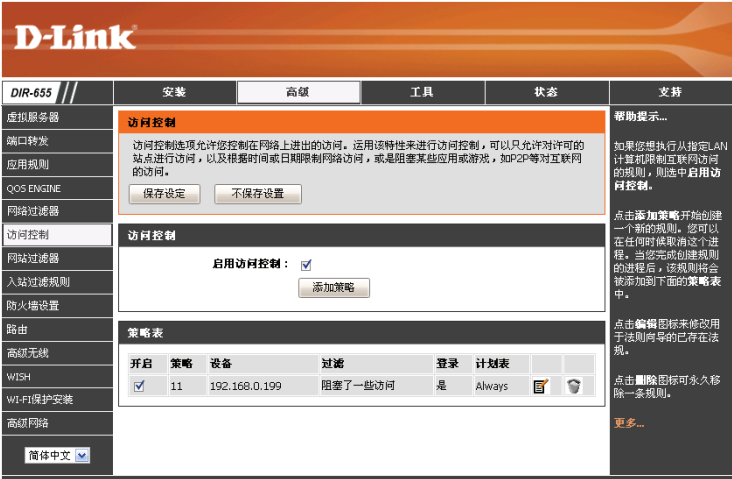 D-Link
DIR-655
安装
高级
工具
状态
支持
虚拟服务器
端口转发
应用规则
QOS ENGINE
网络过滤器
访问控制
网站过滤器
入站过滤规则
防火墙设置
路由
高级无线
WISH
WI-FI保护安装
高级网络
简体中文
访问控制
访问控制选项允许您控制在网络上进出的访问。运用该特性来进行访问控制，可以只允许对许可的
站点进行访问，以及根据时间或日期限制网络访问，或是阻塞某些应用或游戏，如P2P等对互联网
的访问。
保存设定
不保存设置
访问控制
启用访问控制：
添加策略
策略表
开启 策略 设备 过滤 登录 计划表
11 192.168.0.199 阻塞了一些访问 是 Always
帮助提示...
如果您想执行从指定LAN
计算机限制互联网访问
的规则，则选中启用访
问控制。
点击添加策略开始创建
一个新的规则。您可以
在任何时候取消这个进
程。当您完成创建规则
的进程后，该规则将会
被添加到下面的策略表
中。
点击编辑图标来修改用
于法则向导的已存在法
规。
点击删除图标可永久移
除一条规则。
更多...